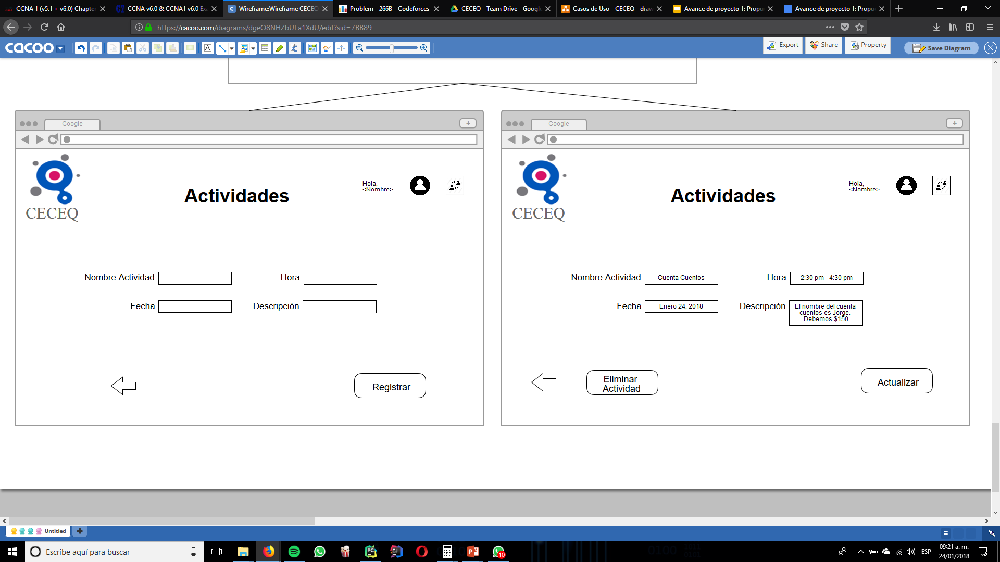 CCNA 1 (v5.1 + v6.0) Chapter
CCNA v6.0 & CCNA1 v6.0 Exa
Wireframe:Wireframe CECEQ
Problem - 266B - Codeforces
CECEQ - Team Drive - Google
Casos de Uso - CECEQ - draw
Avance de proyecto 1: Propu
Avance de proyecto 1: Propu
https://cacoo.com/diagrams/dgeO8NHZbUFa1XdU/edit?sid=7BB89
cacoo
A
Export
Share
Property
Save Diagram
Google
Google
CECEQ
Actividades
Hola,
<Nombre>
CECEQ
Actividades
Hola,
<Nombre>
Nombre Actividad
Hora
Fecha
Descripción
Registrar
Nombre Actividad
Cuenta Cuentos
Hora
2:30 pm - 4:30 pm
Fecha
Enero 24, 2018
Descripción
El nombre del cuenta
cuentos es Jorge.
Debemos $150
Eliminar
Actividad
Actualizar
Untitled
Escribe aquí para buscar
PC
IJ
10
ESP
09:21 a. m.
24/01/2018